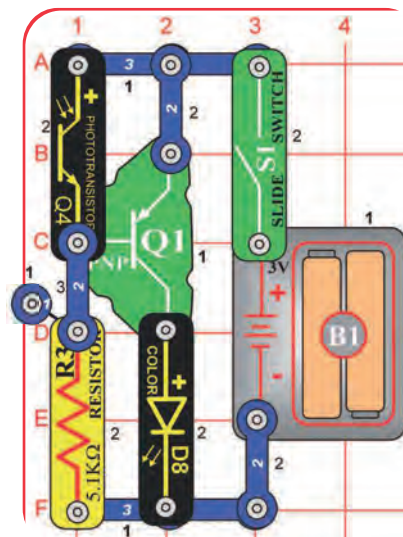 1 2 3 4
A
3
1
+
PHOTOTRANSISTOR
Q4
2
2
2
SLIDE SWITCH
S1
2
B
C
Q1
PNP
1
1
3V
+
-
B1
1
3
2
1
D
R3
RESISTOR
5.1KΩ
2
COLOR
+
D8
2
E
2
2
F
3
1